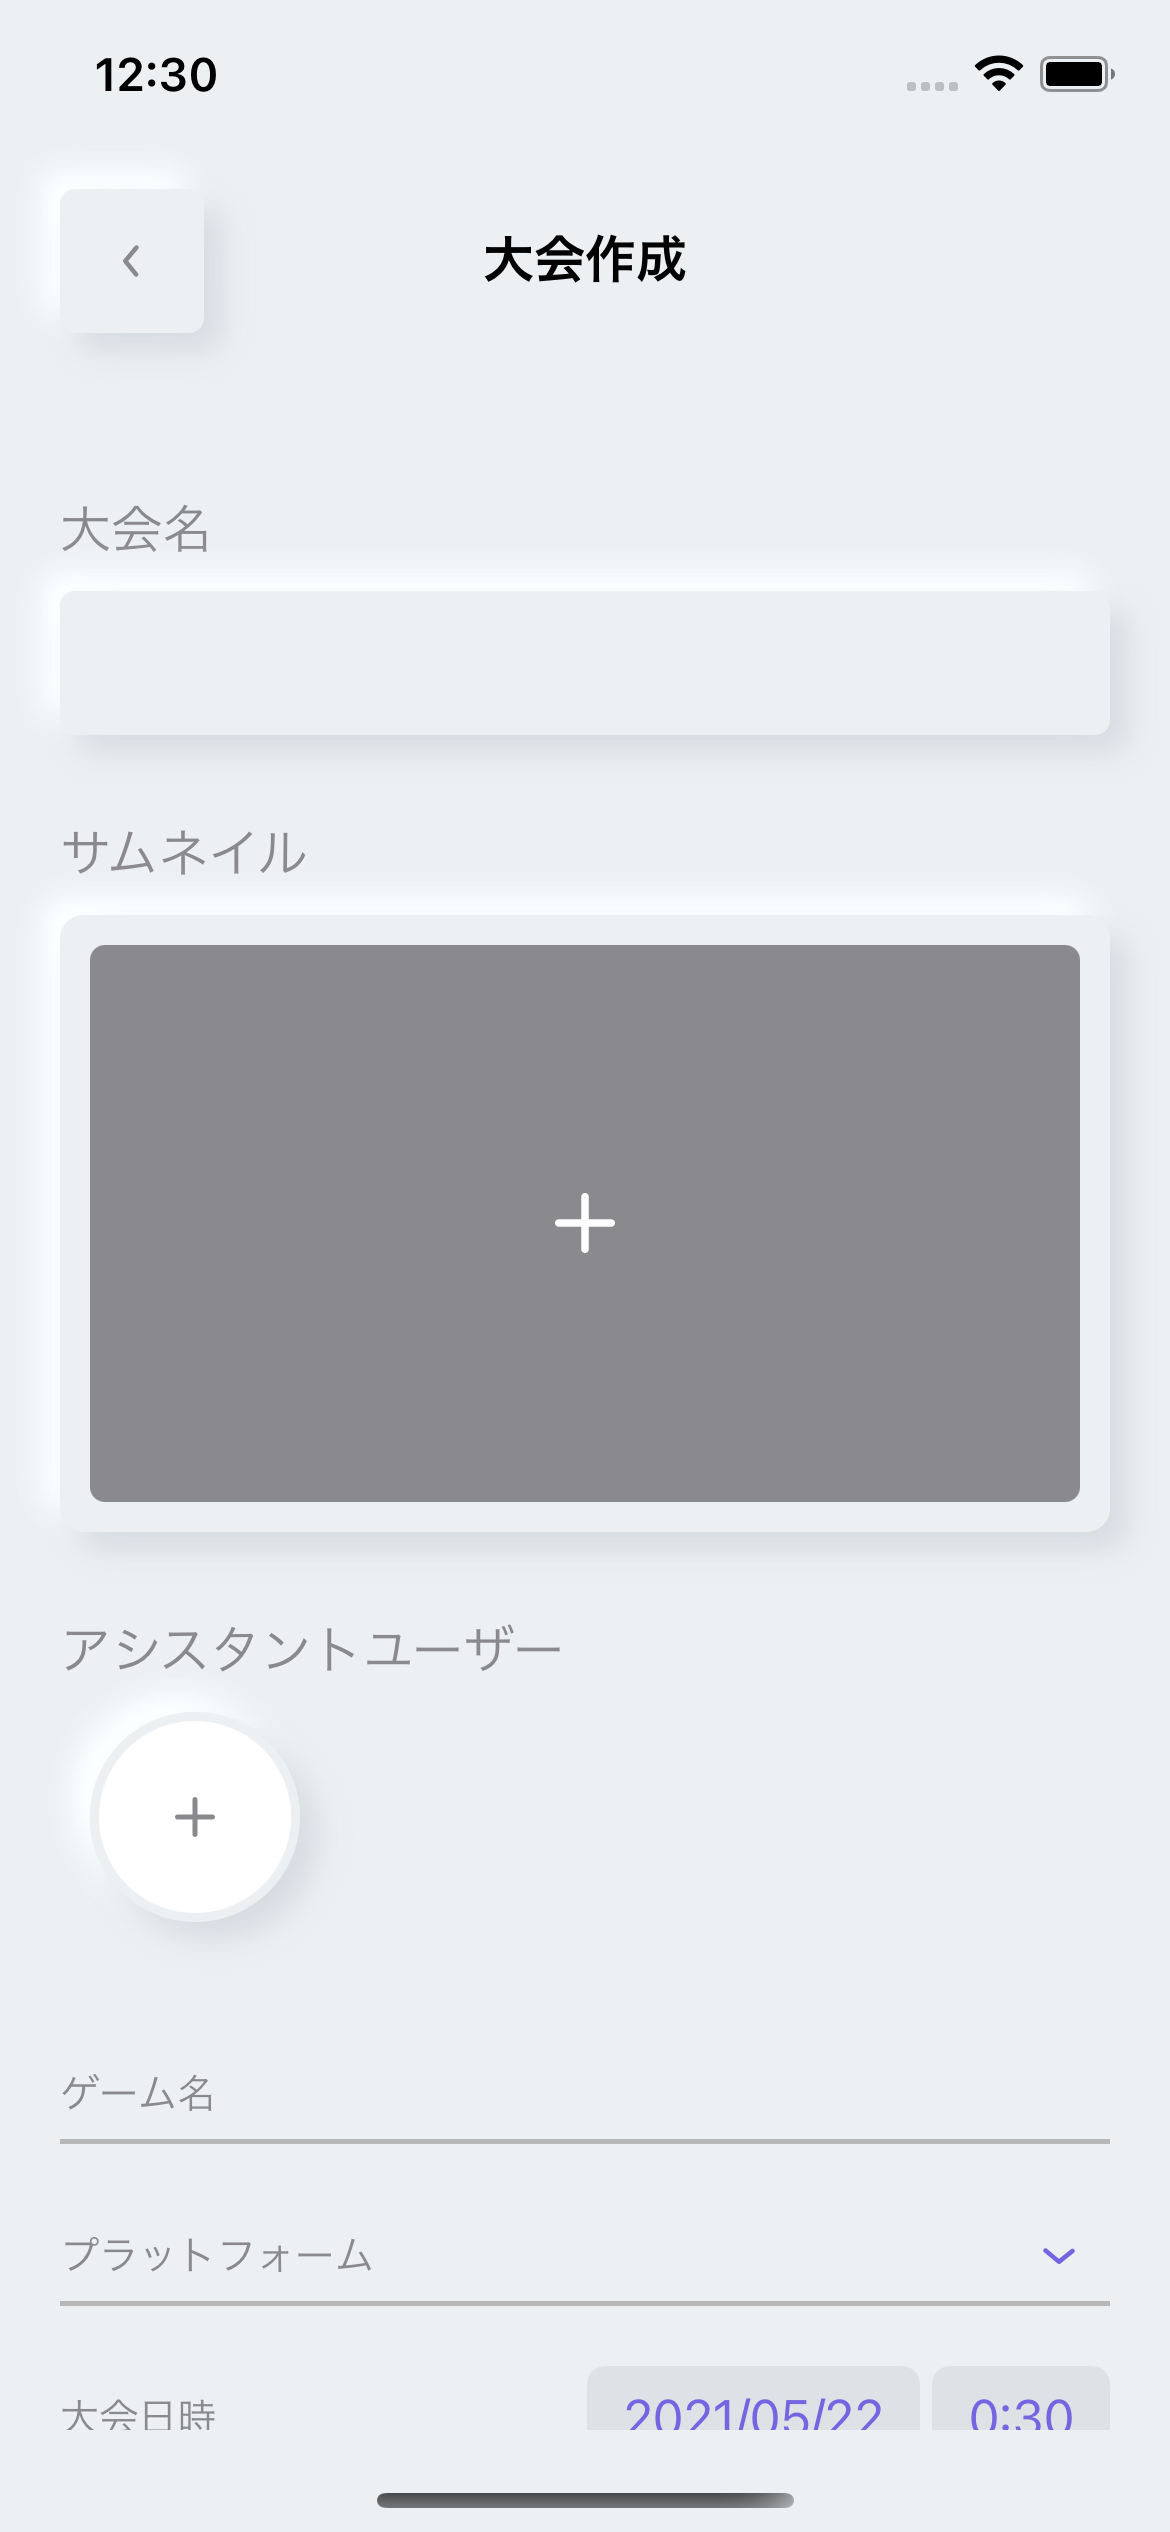 12:30
大会作成
大会名
サムネイル
アシスタントユーザー
ゲーム名
プラットフォーム
大会日時 2021/05/22 0:30